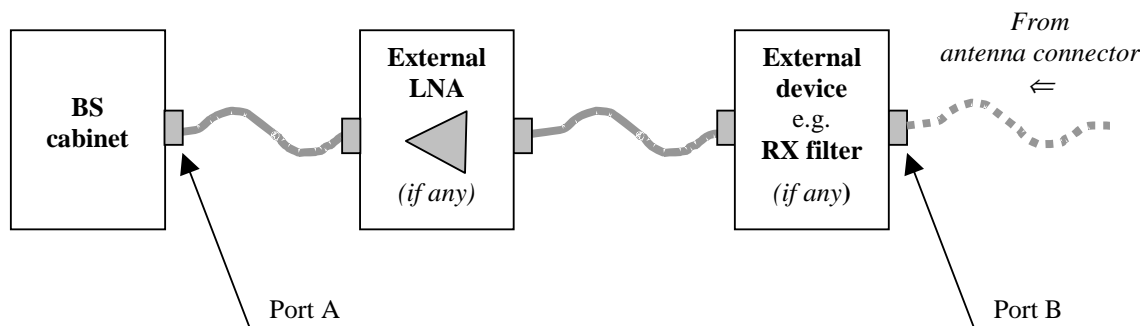 BS
cabinet
External
LNA
(if any)
External
device
e.g.
RX filter
(if any)
From
antenna connector
⇐
Port A
Port B